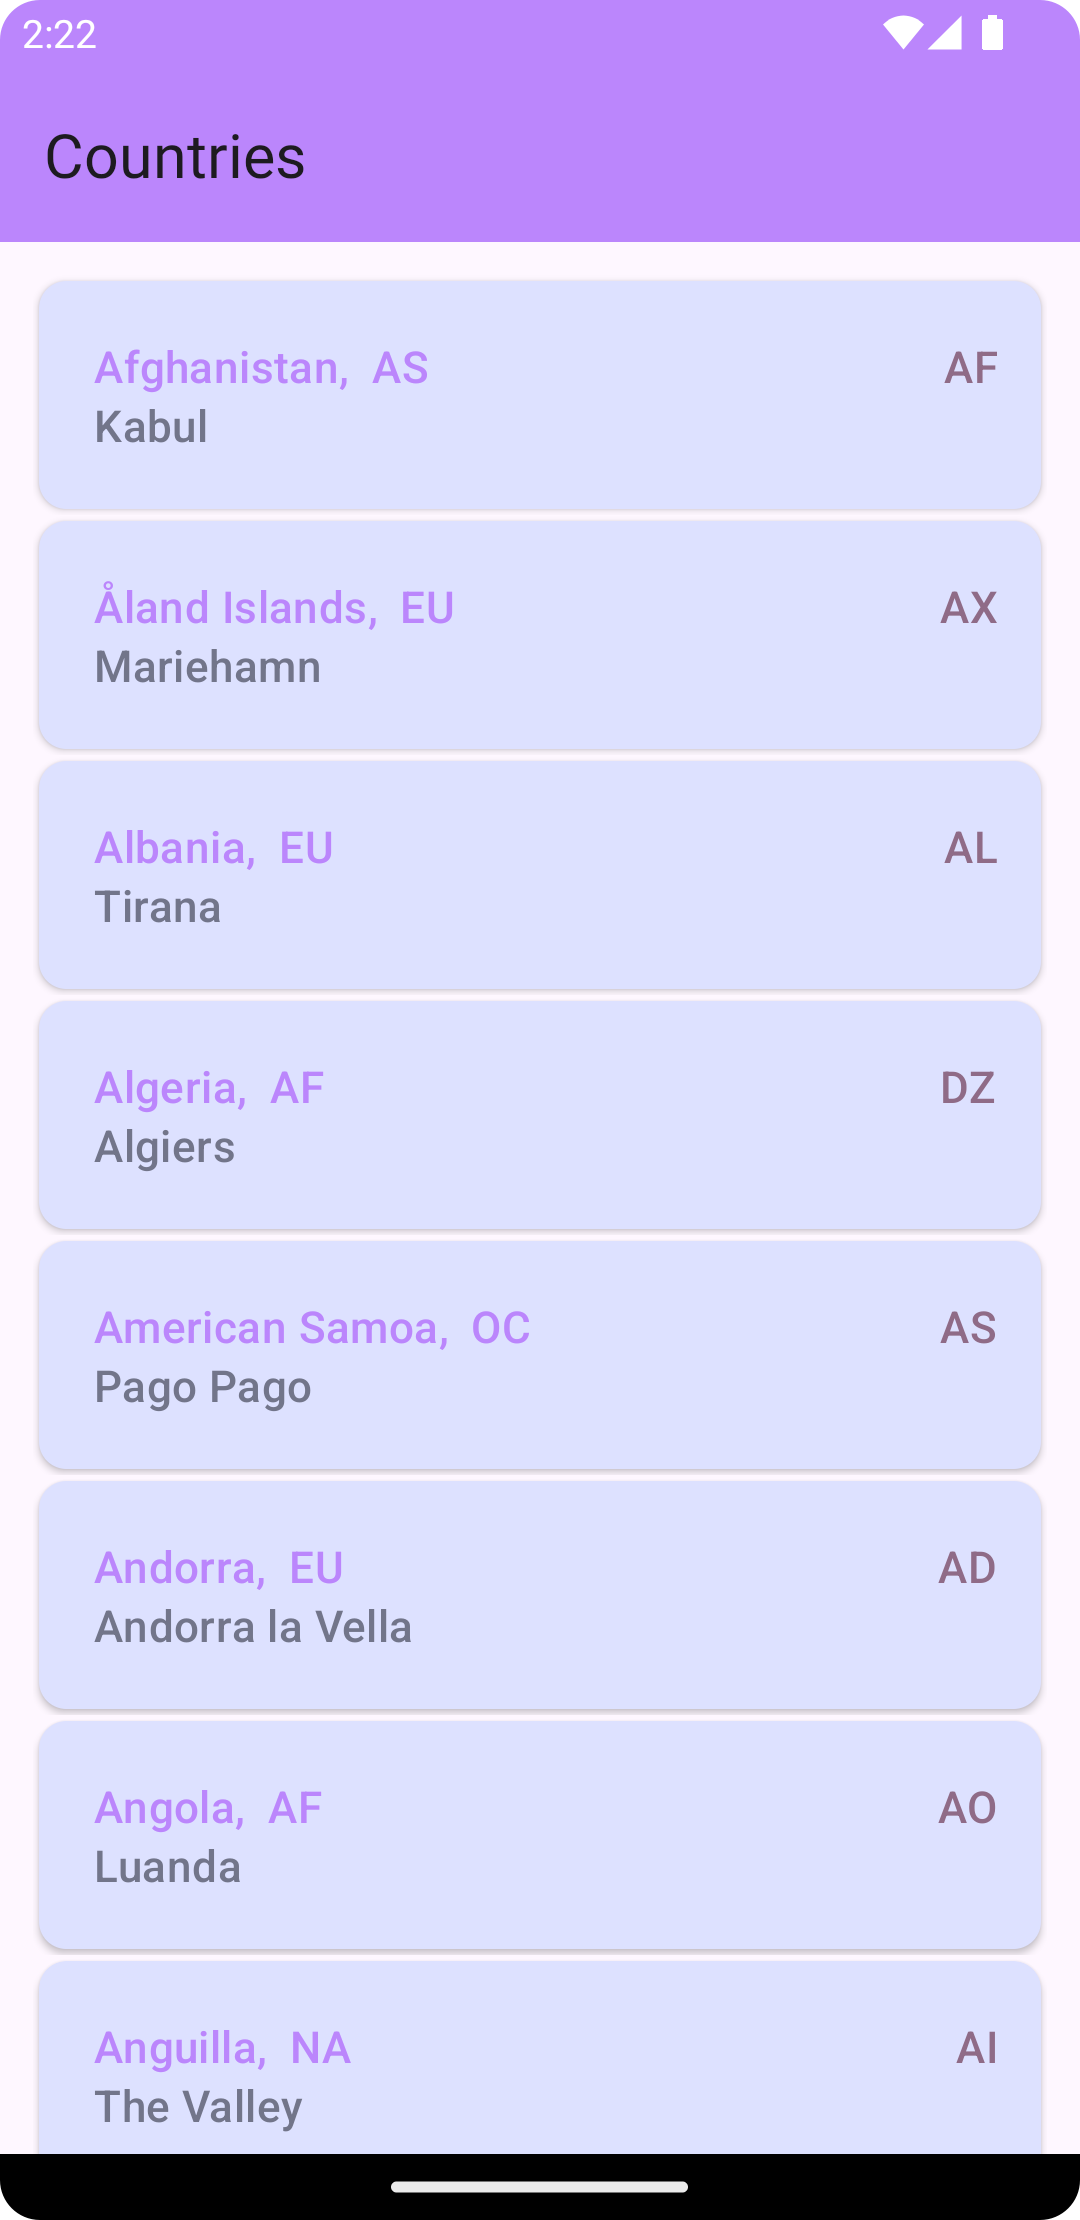 2:22
Countries
Afghanistan, AS AF
Kabul
Åland Islands, EU AX
Mariehamn
Albania, EU AL
Tirana
Algeria, AF DZ
Algiers
American Samoa, OC AS
Pago Pago
Andorra, EU AD
Andorra la Vella
Angola, AF AO
Luanda
Anguilla, NA AI
The Valley